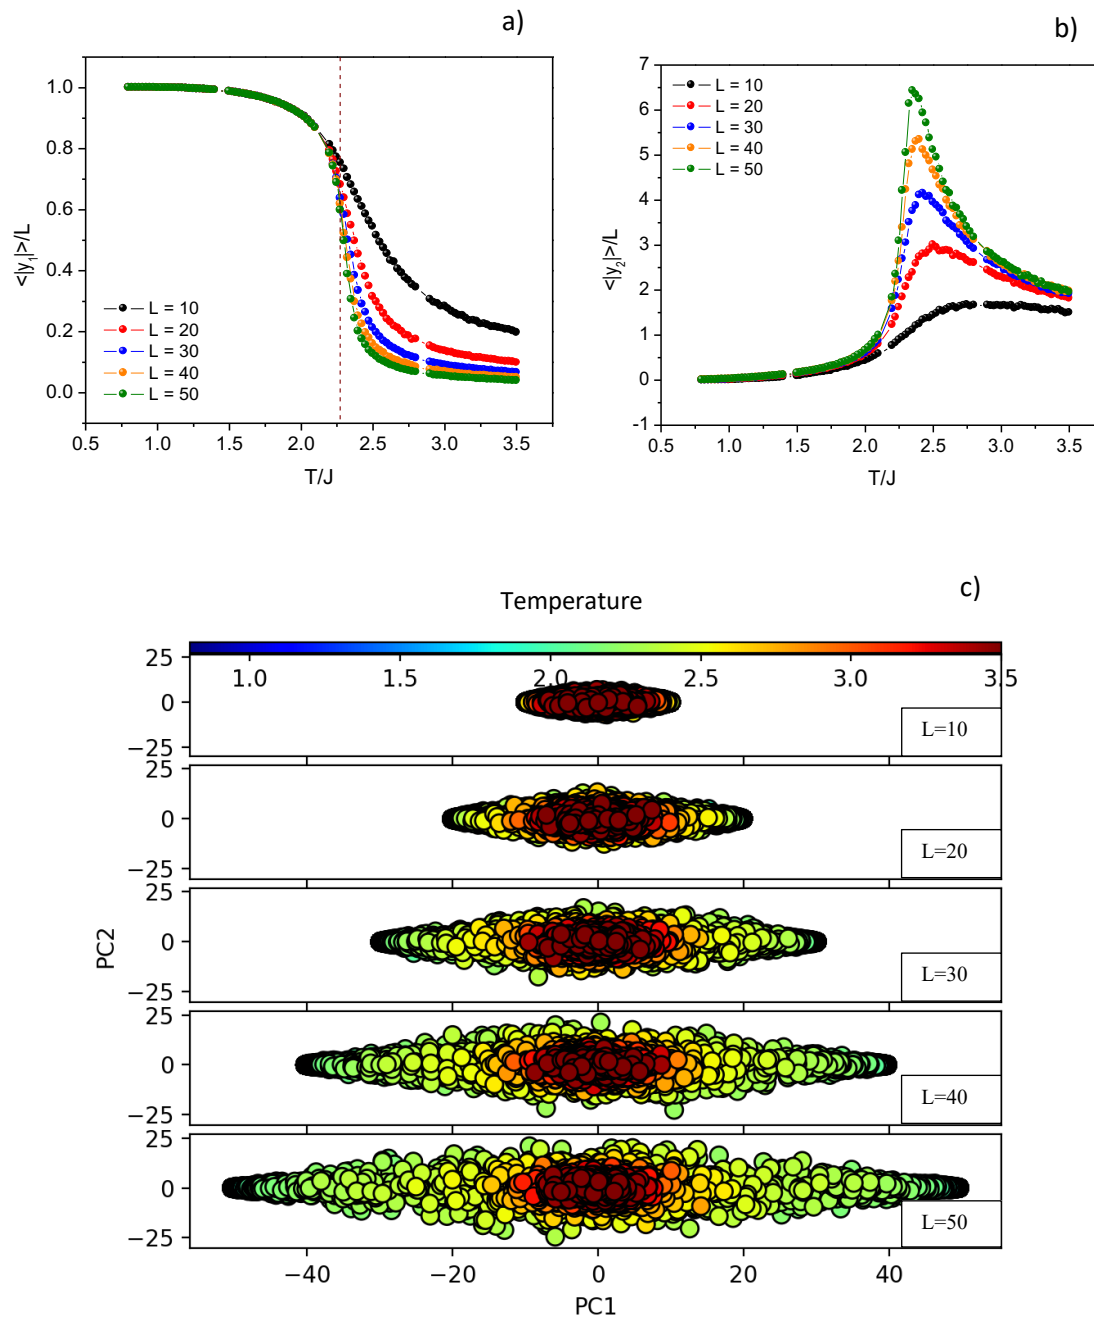 a)
<|y₁|>/L
1.0
0.8
0.6
0.4
0.2
0.0
L = 10
L = 20
L = 30
L = 40
L = 50
0.5 1.0 1.5 2.0 2.5 3.0 3.5
T/J
b)
<|y₂|>/L
7
6
5
4
3
2
1
0
-1
L = 10
L = 20
L = 30
L = 40
L = 50
0.5 1.0 1.5 2.0 2.5 3.0 3.5
T/J
c)
Temperature
1.0 1.5 2.0 2.5 3.0 3.5
PC2
25
0
−25
L=10
25
0
−25
L=20
25
0
−25
L=30
25
0
−25
L=40
25
0
−25
L=50
−40 −20 0 20 40
PC1